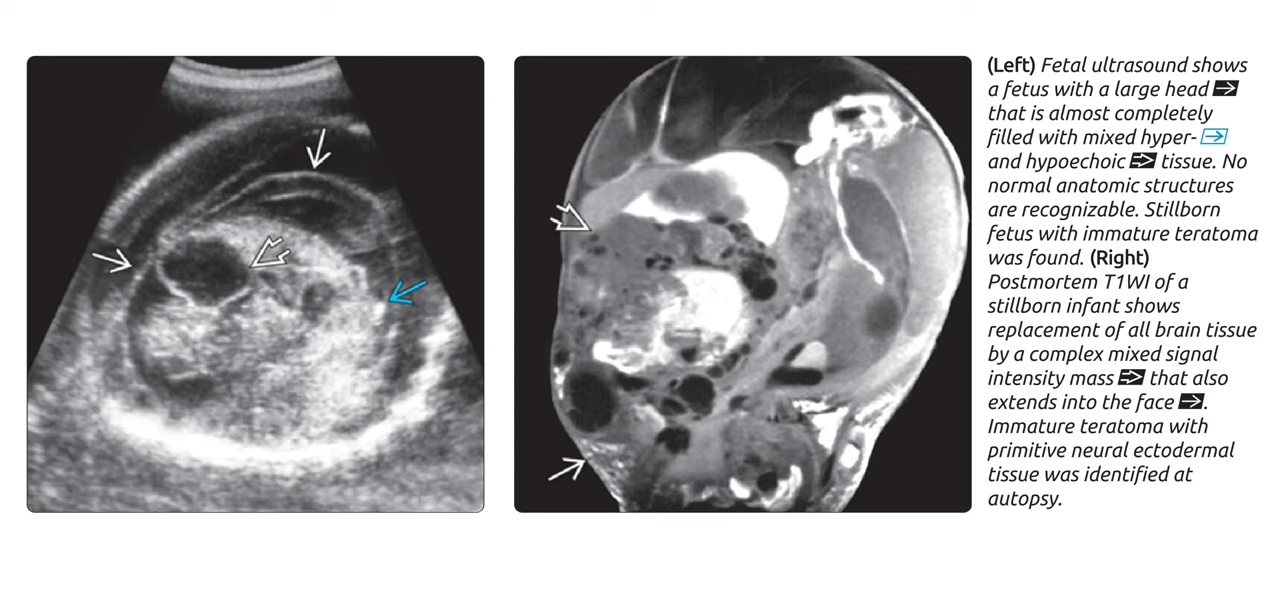 (Left) Fetal ultrasound shows
a fetus with a large head
that is almost completely
filled with mixed hyper-
and hypoechoic tissue. No
normal anatomic structures
are recognizable. Stillborn
fetus with immature teratoma
was found. (Right)
Postmortem T1WI of a
stillborn infant shows
replacement of all brain tissue
by a complex mixed signal
intensity mass that also
extends into the face .
Immature teratoma with
primitive neural ectodermal
tissue was identified at
autopsy.